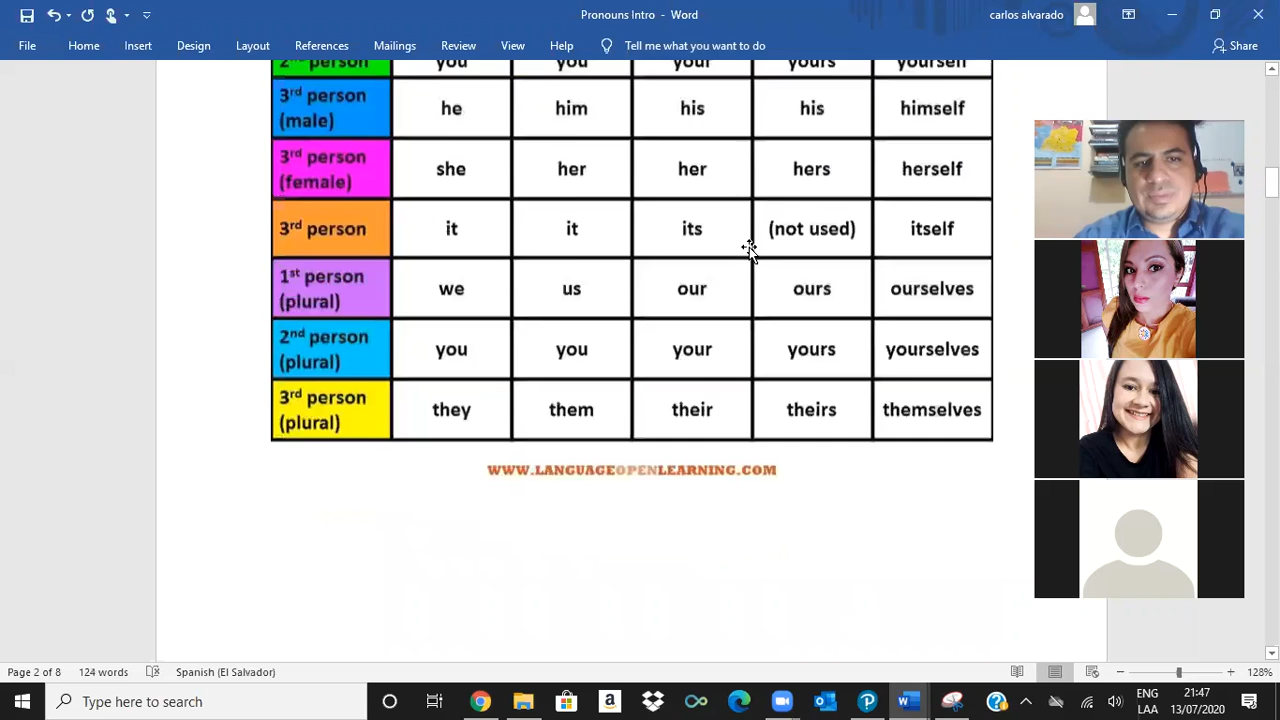 Pronouns Intro - Word
carlos alvarado
File Home Insert Design Layout References Mailings Review View Help Tell me what you want to do Share
2nd person you you your yours yourself
3rd person (male) he him his his himself
3rd person (female) she her her hers herself
3rd person it it its (not used) itself
1st person (plural) we us our ours ourselves
2nd person (plural) you you your yours yourselves
3rd person (plural) they them their theirs themselves
WWW.LANGUAGEOPENLEARNING.COM
Page 2 of 8 124 words Spanish (El Salvador) 128%
Type here to search
ENG 21:47
LAA 13/07/2020